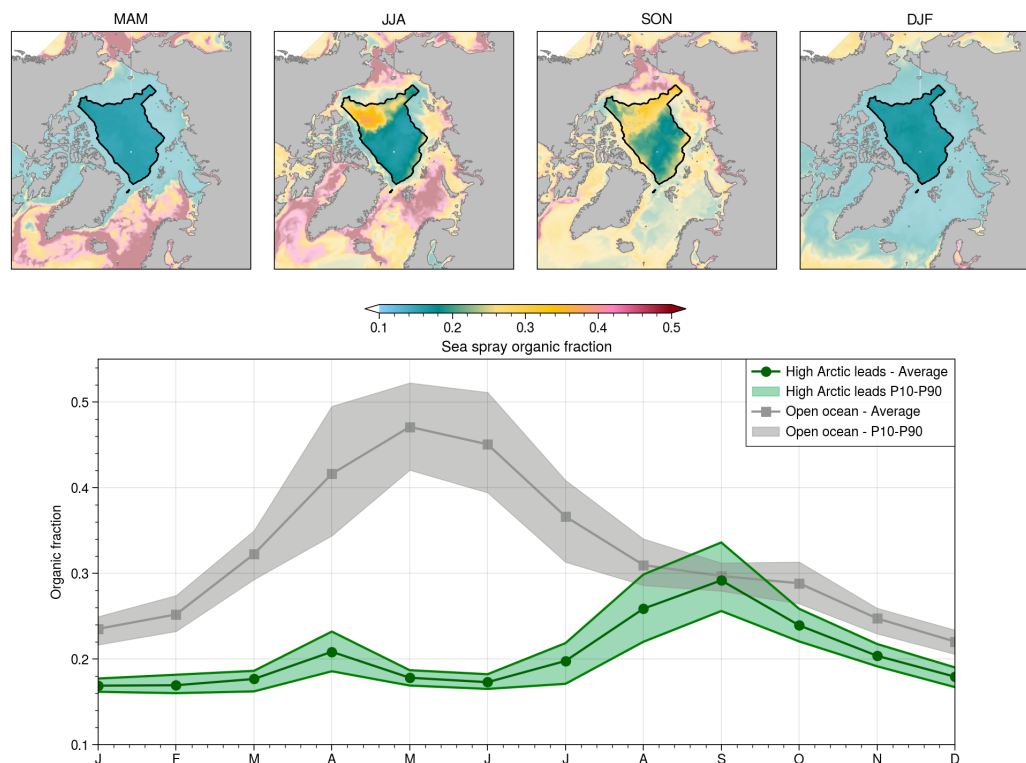 MAM JJA SON DJF
0.1 0.2 0.3 0.4 0.5
Sea spray organic fraction
High Arctic leads - Average
High Arctic leads P10-P90
Open ocean - Average
Open ocean - P10-P90
Organic fraction
0.5
0.4
0.3
0.2
0.1
J F M A M J J A S O N D